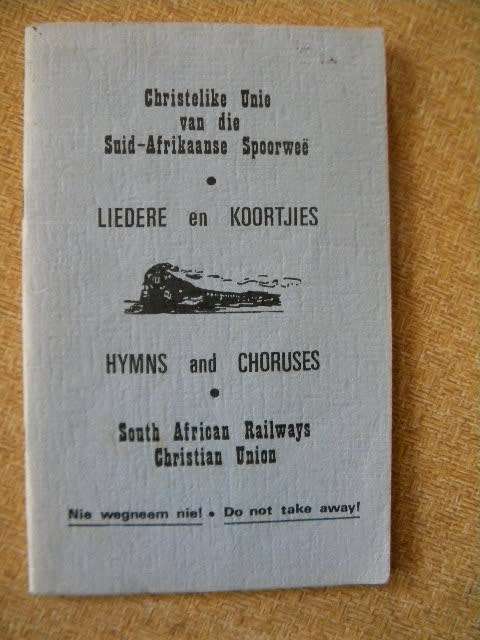 Christelike Unie
van die
Suid-Afrikaanse Spoorweë
•
LIEDERE en KOORTJIES
HYMNS and CHORUSES
•
South African Railways
Christian Union
Nie wegneem nie! • Do not take away!